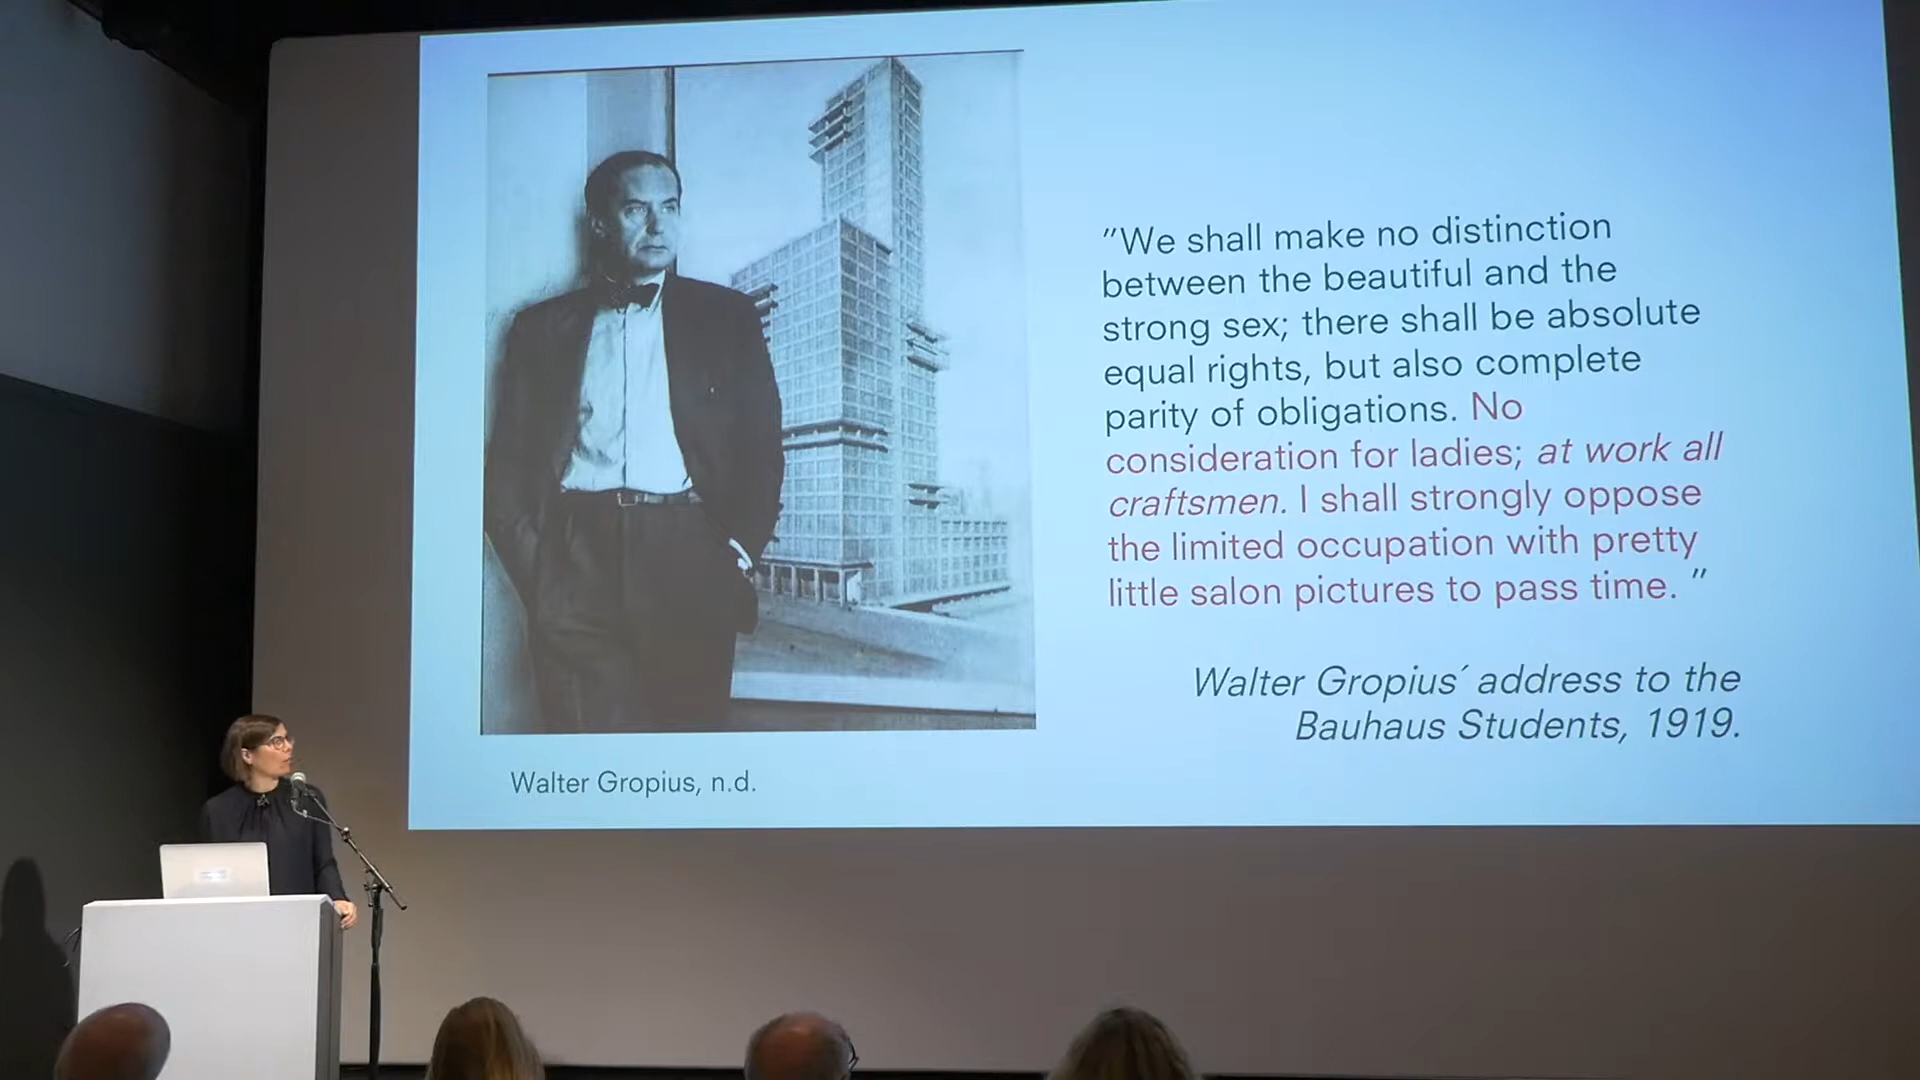 "We shall make no distinction
between the beautiful and the
strong sex; there shall be absolute
equal rights, but also complete
parity of obligations. No
consideration for ladies; at work all
craftsmen. I shall strongly oppose
the limited occupation with pretty
little salon pictures to pass time. "
Walter Gropius´ address to the
Bauhaus Students, 1919.
Walter Gropius, n.d.